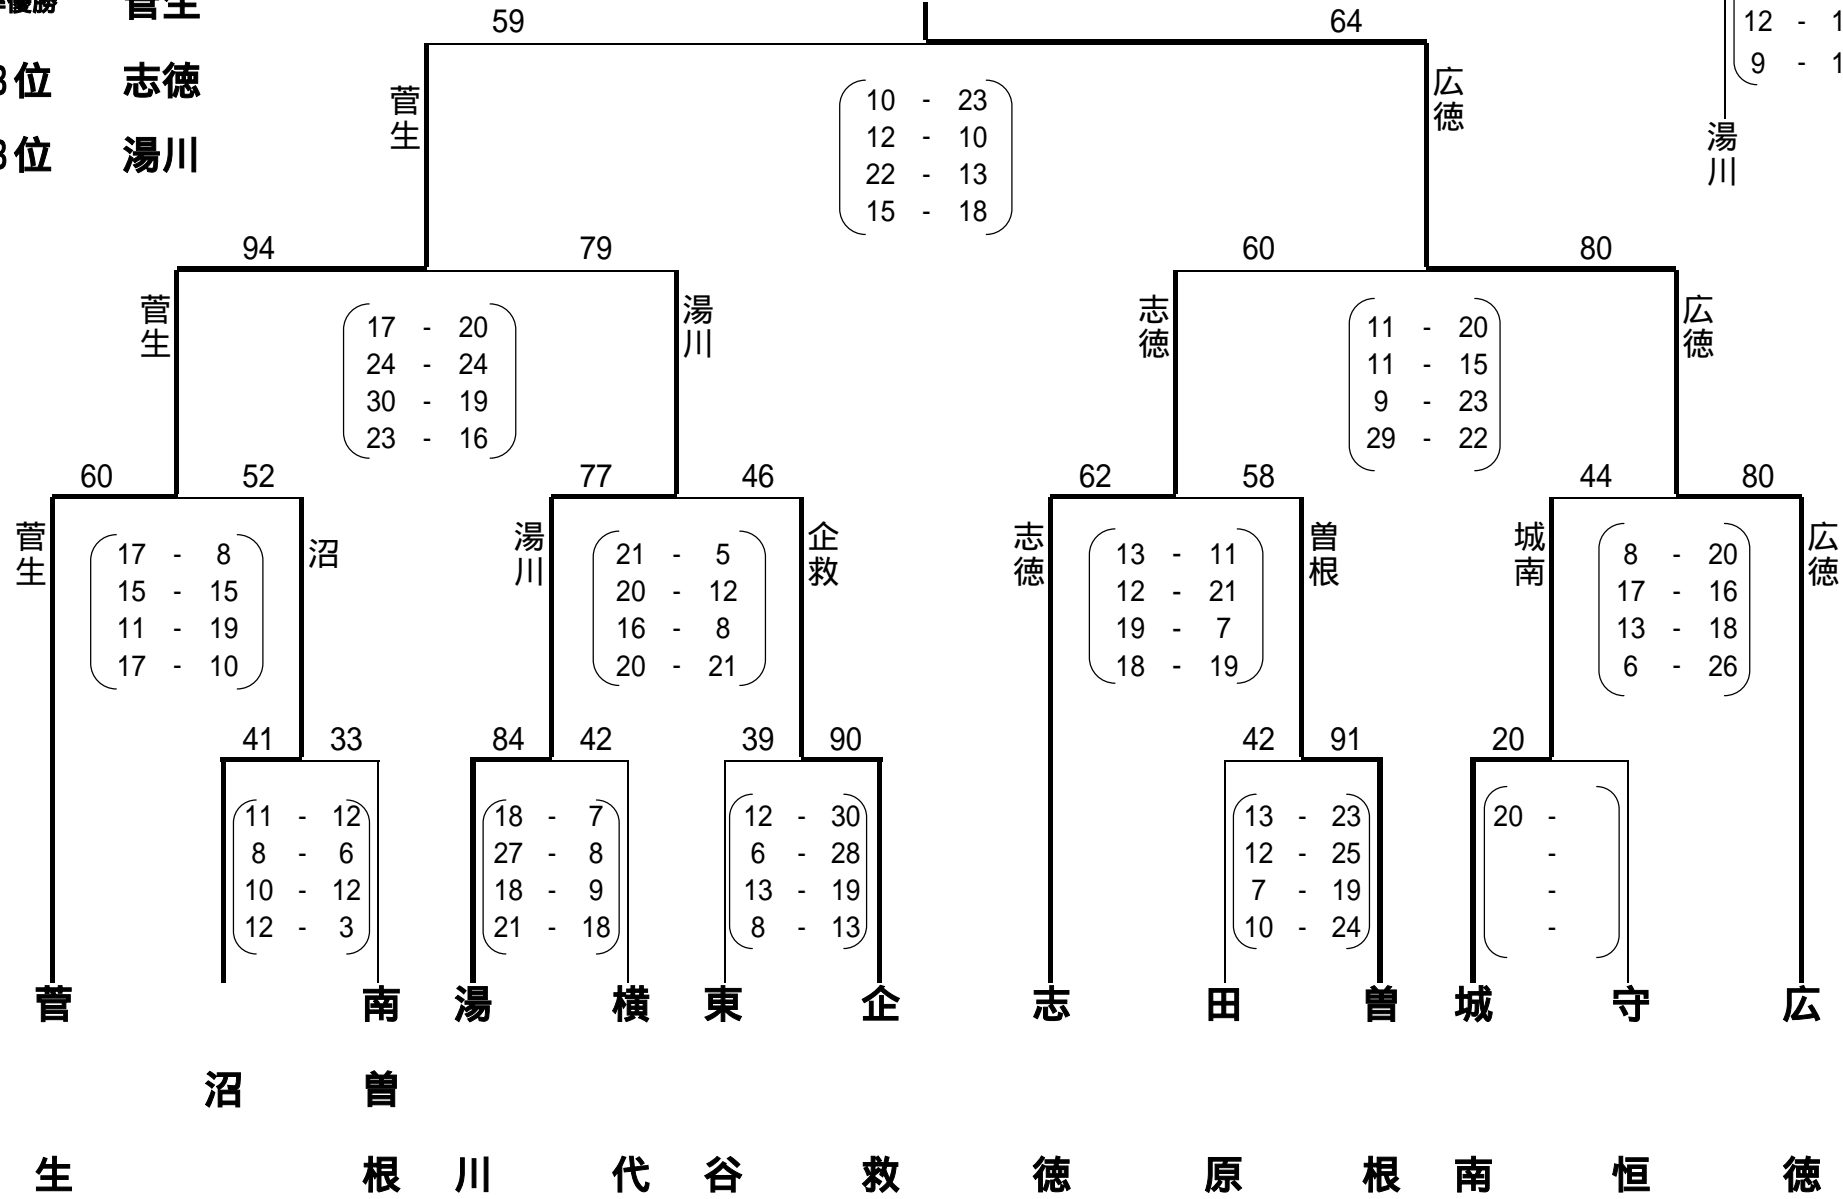 準優勝 菅生
59 64
12 - 1
9 - 1
3位 志徳
3位 湯川
菅生
広徳
湯川
10 - 23
12 - 10
22 - 13
15 - 18
94 79 60 80
菅生
湯川
志徳
広徳
17 - 20
24 - 24
30 - 19
23 - 16
11 - 20
11 - 15
9 - 23
29 - 22
60 52 77 46 62 58 44 80
菅生
沼
湯川
企救
志徳
曽根
城南
広徳
17 - 8
15 - 15
11 - 19
17 - 10
21 - 5
20 - 12
16 - 8
20 - 21
13 - 11
12 - 21
19 - 7
18 - 19
8 - 20
17 - 16
13 - 18
6 - 26
41 33 84 42 39 90 42 91 20
11 - 12
8 - 6
10 - 12
12 - 3
18 - 7
27 - 8
18 - 9
21 - 18
12 - 30
6 - 28
13 - 19
8 - 13
13 - 23
12 - 25
7 - 19
10 - 24
20 -
-
-
-
菅生
沼
南曽根
湯川
横代
東谷
企救
志徳
田原
曽根
城南
守恒
広徳